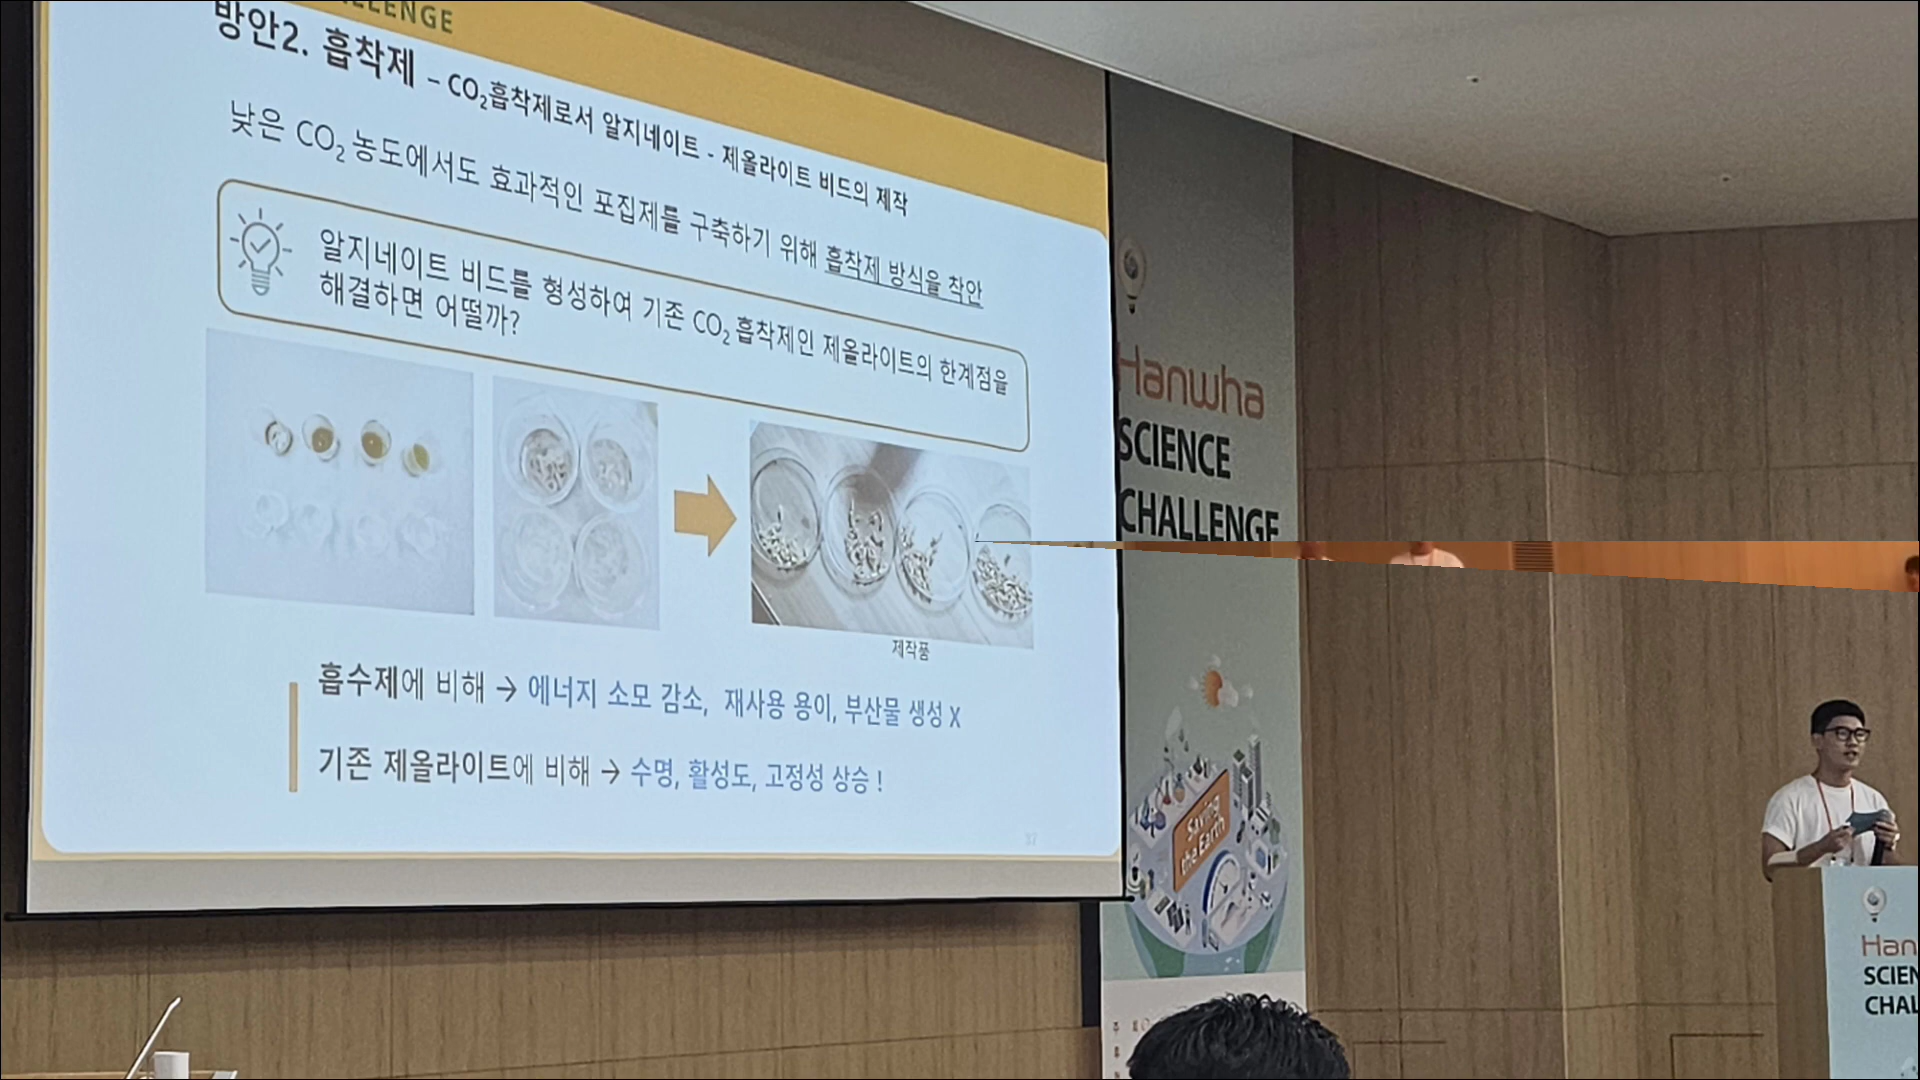 CHALLENGE
방안2. 흡착제 – CO₂흡착제로서 알지네이트 - 제올라이트 비드의 제작
낮은 CO₂ 농도에서도 효과적인 포집제를 구축하기 위해 흡착제 방식을 착안
알지네이트 비드를 형성하여 기존 CO₂ 흡착제인 제올라이트의 한계점을
해결하면 어떨까?
제작품
흡수제에 비해 → 에너지 소모 감소, 재사용 용이, 부산물 생성 X
기존 제올라이트에 비해 → 수명, 활성도, 고정성 상승 !
37
Hanwha
SCIENCE
CHALLENGE
Saving
the Earth
Han
SCIEN
CHAL